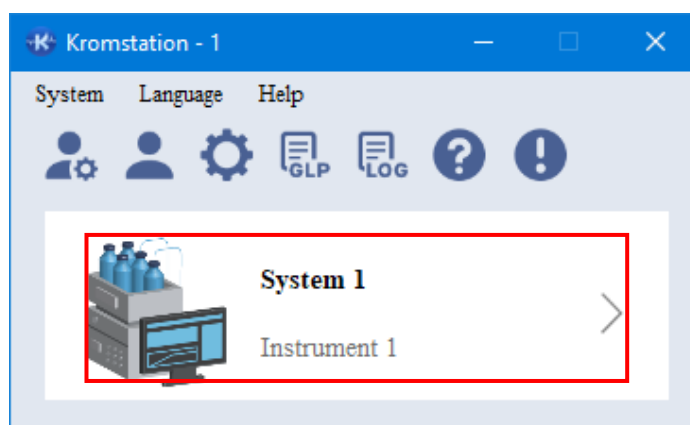 Kromstation - 1
System Language Help
GLP LOG
System 1
Instrument 1